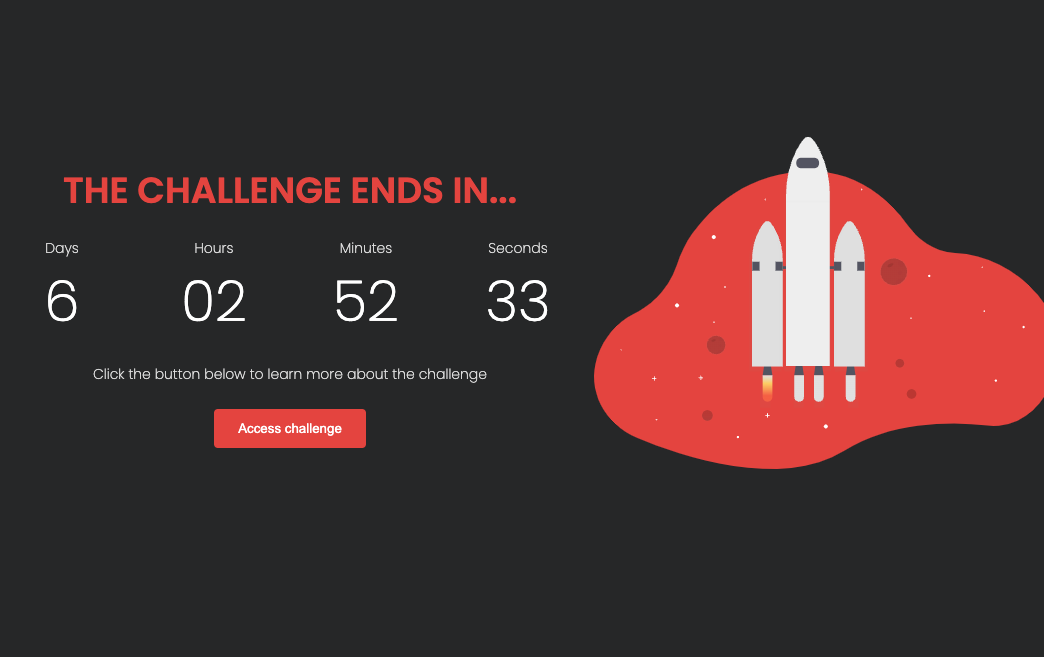 THE CHALLENGE ENDS IN...
Days Hours Minutes Seconds
6 02 52 33
Click the button below to learn more about the challenge
Access challenge